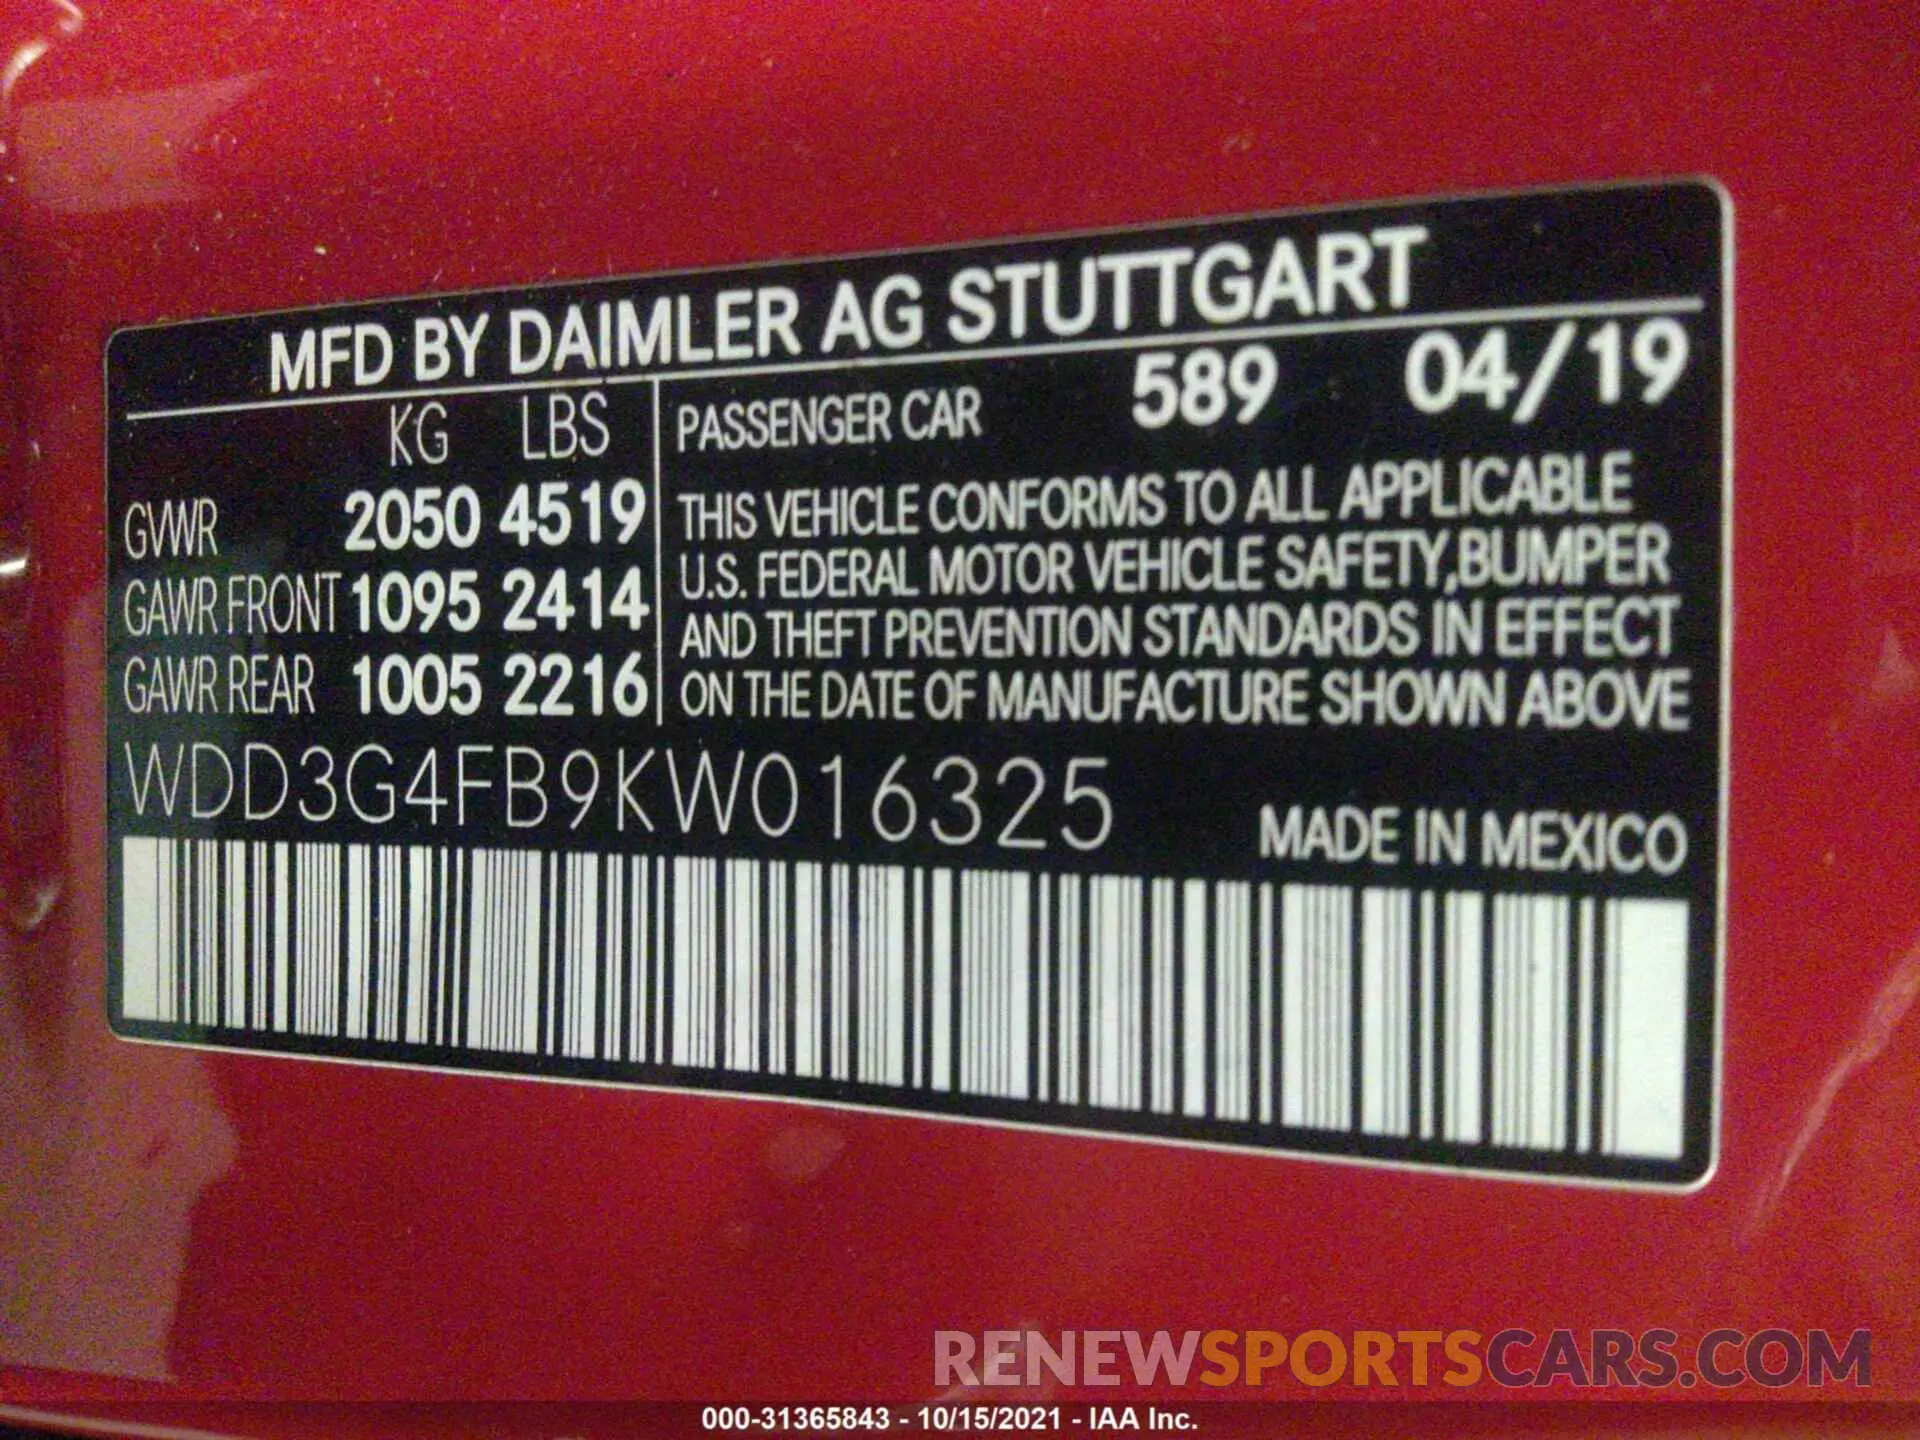 MFD BY DAIMLER AG STUTTGART
KG LBS
GVWR 2050 4519
GAWR FRONT 1095 2414
GAWR REAR 1005 2216
PASSENGER CAR 589 04/19
THIS VEHICLE CONFORMS TO ALL APPLICABLE
U.S. FEDERAL MOTOR VEHICLE SAFETY,BUMPER
AND THEFT PREVENTION STANDARDS IN EFFECT
ON THE DATE OF MANUFACTURE SHOWN ABOVE
WDD3G4FB9KW016325
MADE IN MEXICO
RENEWSPORTSCARS.COM
000-31365843 - 10/15/2021 - IAA Inc.